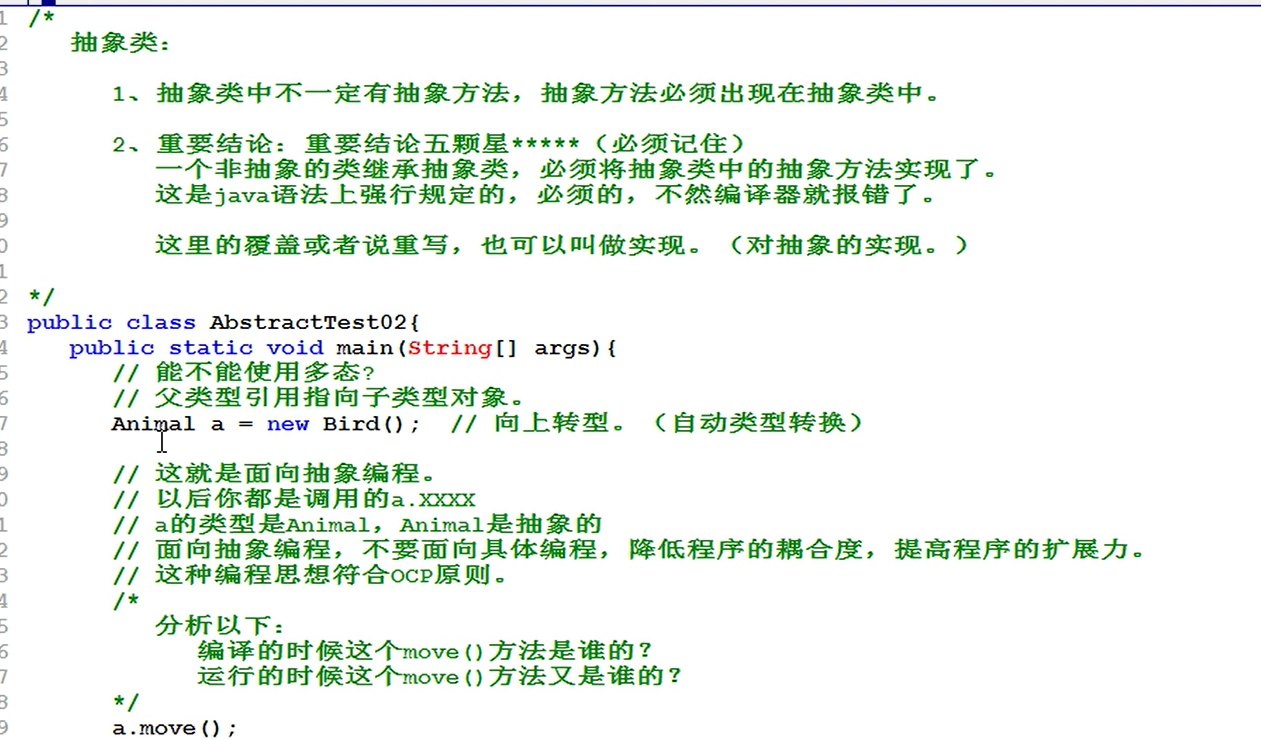 1 /*
2 抽象类：
3
4 1、抽象类中不一定有抽象方法，抽象方法必须出现在抽象类中。
5
6 2、重要结论：重要结论五颗星*****（必须记住）
7 一个非抽象的类继承抽象类，必须将抽象类中的抽象方法实现了。
8 这是java语法上强行规定的，必须的，不然编译器就报错了。
9
0 这里的覆盖或者说重写，也可以叫做实现。（对抽象的实现。）
1
2 */
3 public class AbstractTest02{
4 public static void main(String[] args){
5 // 能不能使用多态?
6 // 父类型引用指向子类型对象。
7 Animal a = new Bird(); // 向上转型。（自动类型转换）
8
9 // 这就是面向抽象编程。
0 // 以后你都是调用的a.XXXX
1 // a的类型是Animal，Animal是抽象的
2 // 面向抽象编程，不要面向具体编程，降低程序的耦合度，提高程序的扩展力。
3 // 这种编程思想符合OCP原则。
4 /*
5 分析以下：
6 编译的时候这个move()方法是谁的？
7 运行的时候这个move()方法又是谁的？
8 */
9 a.move();